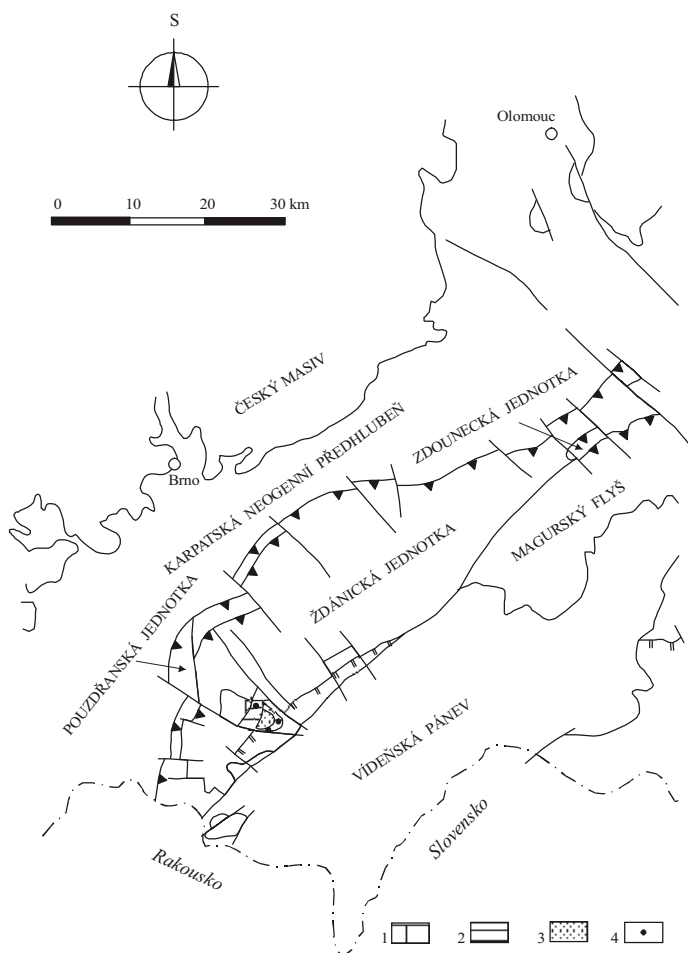 S
Olomouc
0 10 20 30 km
ČESKÝ MASIV
ZDOUNECKÁ JEDNOTKA
Brno
KARPATSKÁ NEOGENNÍ PŘEDHLUBEŇ
MAGURSKÝ FLYŠ
ŽDÁNICKÁ JEDNOTKA
POUZDŘANSKÁ JEDNOTKA
VÍDEŇSKÁ PÁNEV
Slovensko
Rakousko
1 2 3 4